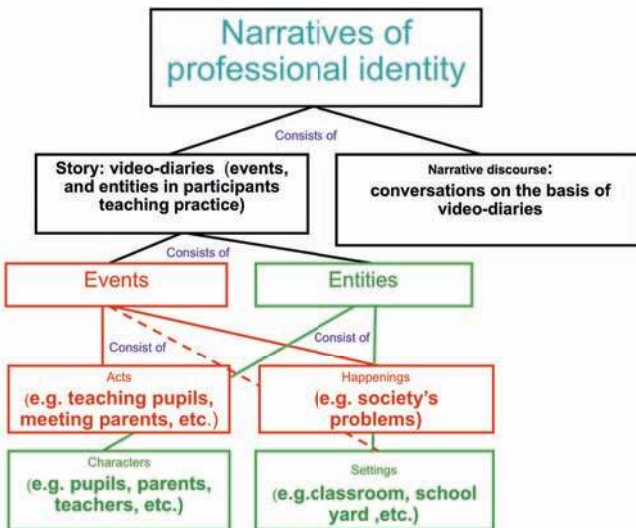 Narratives of
professional identity
Consists of
Story: video-diaries (events,
and entities in participants
teaching practice)
Narrative discourse:
conversations on the basis of
video-diaries
Consists of
Events
Entities
Consist of
Consist of
Acts
(e.g. teaching pupils,
meeting parents, etc.)
Happenings
(e.g. society's
problems)
Characters
(e.g. pupils, parents,
teachers, etc.)
Settings
(e.g.classroom, school
yard ,etc.)